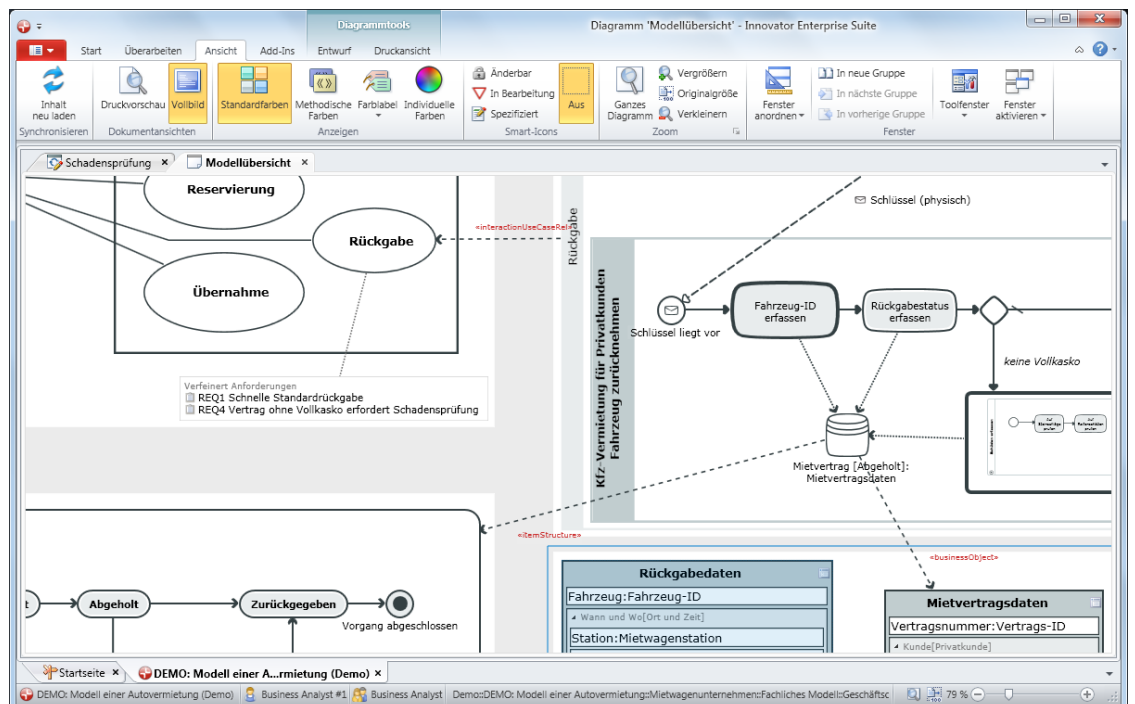 Diagrammtools
Diagramm 'Modellübersicht' - Innovator Enterprise Suite
Start Überarbeiten Ansicht Add-Ins Entwurf Druckansicht
Inhalt neu laden
Synchronisieren
Druckvorschau Vollbild
Dokumentansichten
Standardfarben Methodische Farben Farblabel Individuelle Farben
Anzeigen
Änderbar
In Bearbeitung
Spezifiziert
Aus
Smart-Icons
Ganzes Diagramm
Vergrößern
Originalgröße
Verkleinern
Zoom
Fenster anordnen
In neue Gruppe
In nächste Gruppe
In vorherige Gruppe
Toolfenster
Fenster aktivieren
Fenster
Schadensprüfung Modellübersicht
Reservierung
Rückgabe
Übernahme
Verfeinert Anforderungen
REQ1 Schnelle Standardrückgabe
REQ4 Vertrag ohne Vollkasko erfordert Schadensprüfung
«interactionUseCaseRel»
Rückgabe
Schlüssel (physisch)
Kfz-Vermietung für Privatkunden
Fahrzeug zurücknehmen
Schlüssel liegt vor
Fahrzeug-ID
erfassen
Rückgabestatus
erfassen
keine Vollkasko
Mietvertrag [Abgeholt]:
Mietvertragsdaten
«itemStructure»
«businessObject»
Abgeholt
Zurückgegeben
Vorgang abgeschlossen
Rückgabedaten
Fahrzeug:Fahrzeug-ID
Wann und Wo[Ort und Zeit]
Station:Mietwagenstation
Mietvertragsdaten
Vertragsnummer:Vertrags-ID
Kunde[Privatkunde]
Startseite DEMO: Modell einer A...rmietung (Demo)
DEMO: Modell einer Autovermietung (Demo) Business Analyst #1 Business Analyst Demo::DEMO: Modell einer Autovermietung::Mietwagenunternehmen::Fachliches Modell::Geschäftsc 79 %